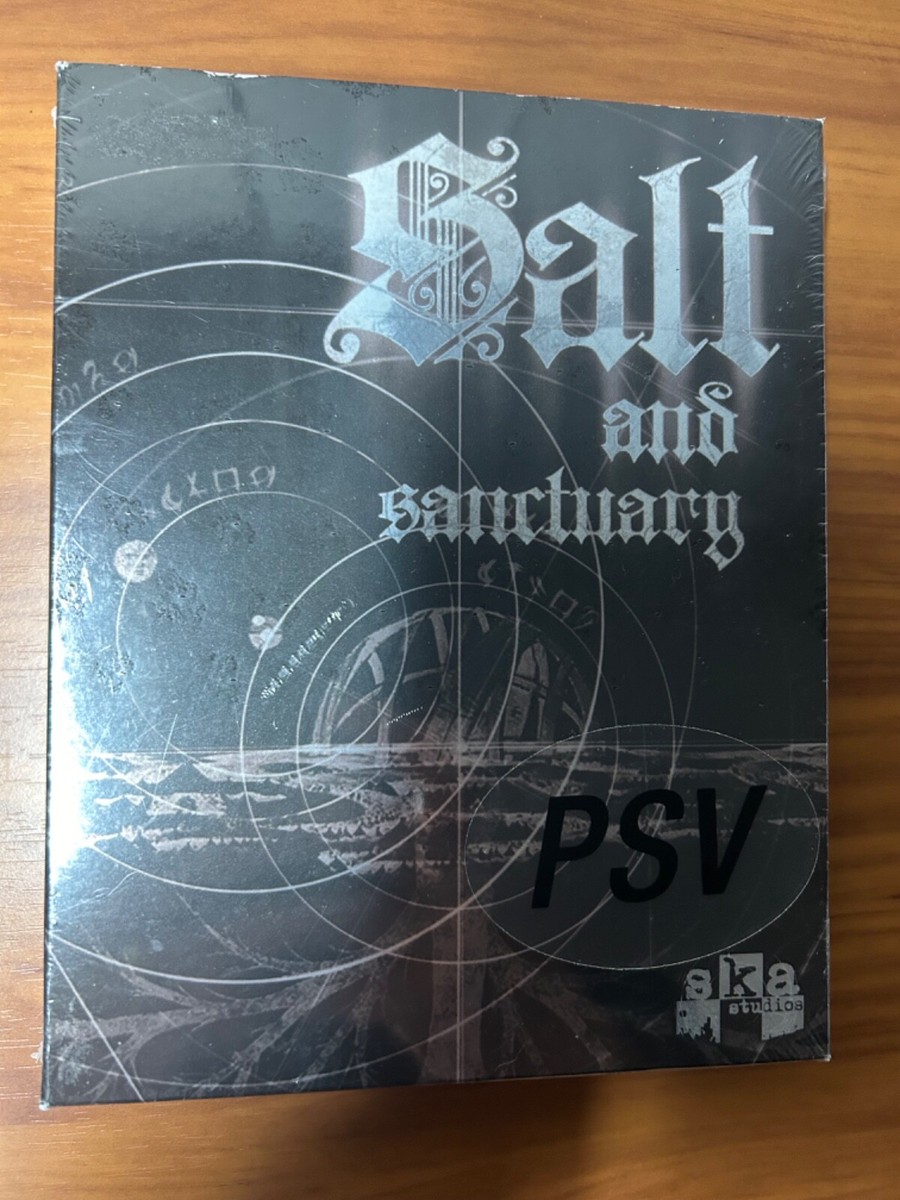 Salt
and
sanctuary
PSV
ska
studios